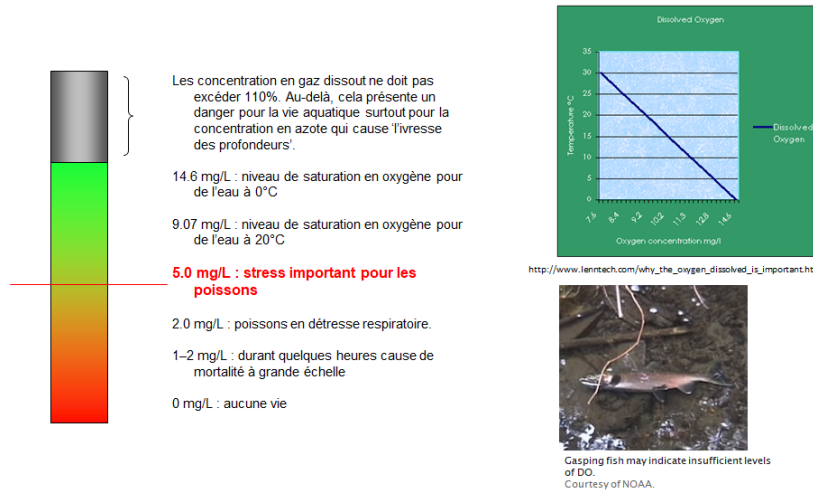 Les concentration en gaz dissout ne doit pas
excéder 110%. Au-delà, cela présente un
danger pour la vie aquatique surtout pour la
concentration en azote qui cause 'l'ivresse
des profondeurs'.
14.6 mg/L : niveau de saturation en oxygène pour
de l'eau à 0°C
9.07 mg/L : niveau de saturation en oxygène pour
de l'eau à 20°C
5.0 mg/L : stress important pour les
poissons
2.0 mg/L : poissons en détresse respiratoire.
1–2 mg/L : durant quelques heures cause de
mortalité à grande échelle
0 mg/L : aucune vie
Dissolved Oxygen
Temperature °C
35
30
25
20
15
10
5
0
7.6
8.4
9.2
10.2
11.3
12.8
14.6
Oxygen concentration mg/l
Dissolved
Oxygen
http://www.lenntech.com/why_the_oxygen_dissolved_is_important.ht
Gasping fish may indicate insufficient levels
of DO.
Courtesy of NOAA.